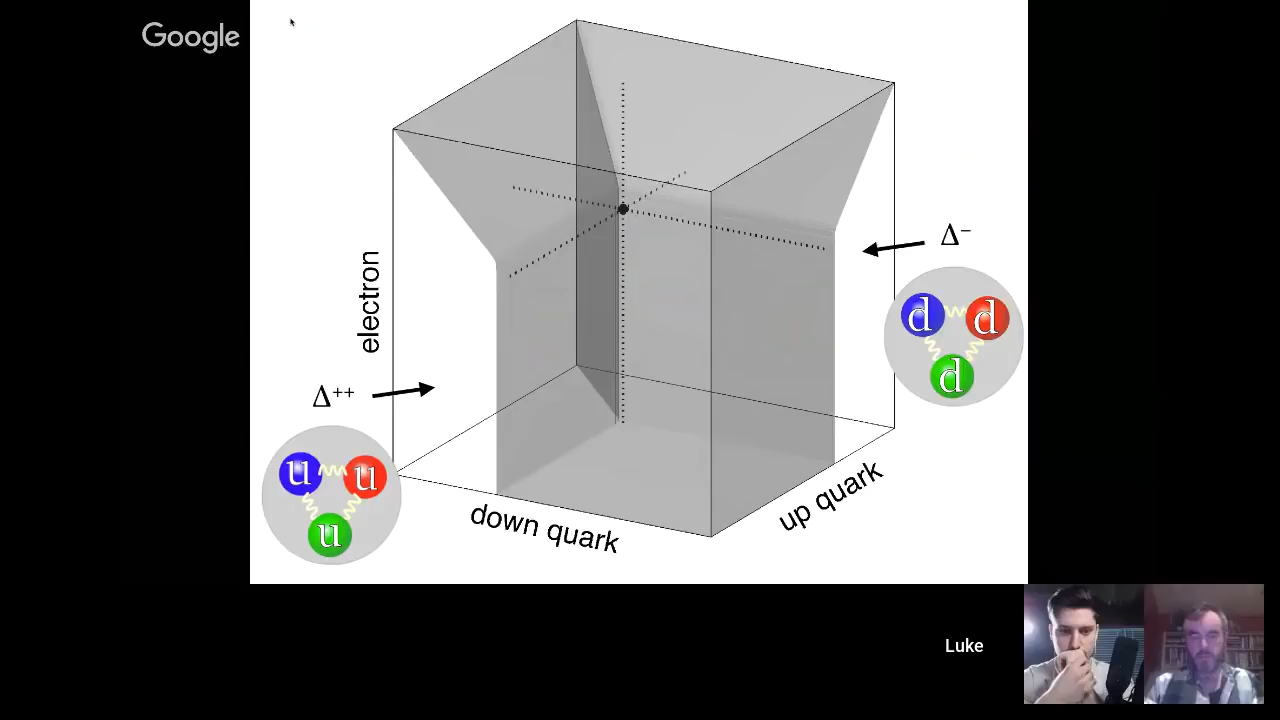 Google
electron
Δ⁻
d d
d
Δ⁺⁺
u u
u
down quark
up quark
Luke